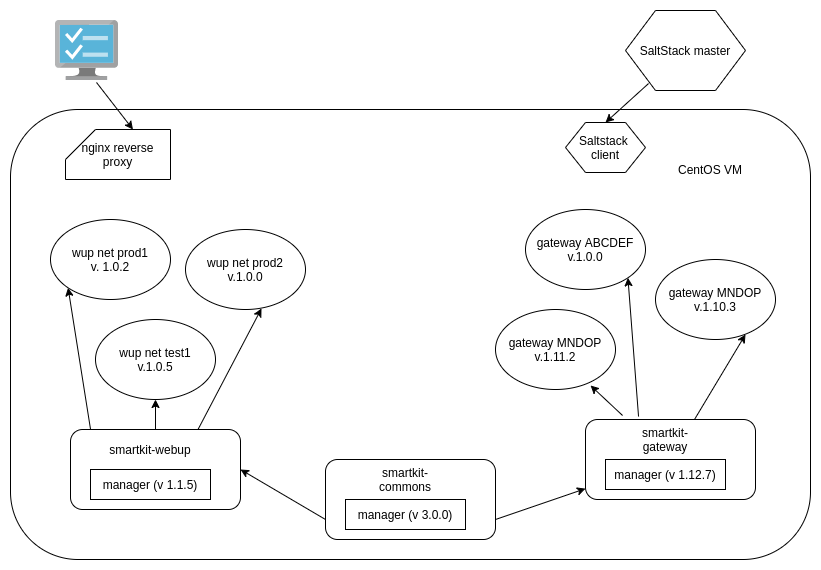 SaltStack master
nginx reverse
proxy
Saltstack
client
CentOS VM
wup net prod1
v. 1.0.2
wup net prod2
v.1.0.0
gateway ABCDEF
v.1.0.0
gateway MNDOP
v.1.10.3
wup net test1
v.1.0.5
gateway MNDOP
v.1.11.2
smartkit-webup
manager (v 1.1.5)
smartkit-
commons
manager (v 3.0.0)
smartkit-
gateway
manager (v 1.12.7)